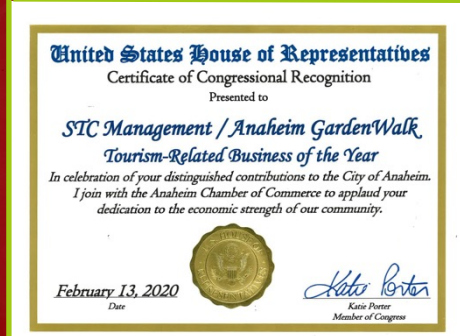 United States House of Representatives
Certificate of Congressional Recognition
Presented to
STC Management / Anaheim GardenWalk
Tourism-Related Business of the Year
In celebration of your distinguished contributions to the City of Anaheim.
I join with the Anaheim Chamber of Commerce to applaud your
dedication to the economic strength of our community.
February 13, 2020
Date
Katie Porter
Katie Porter
Member of Congress